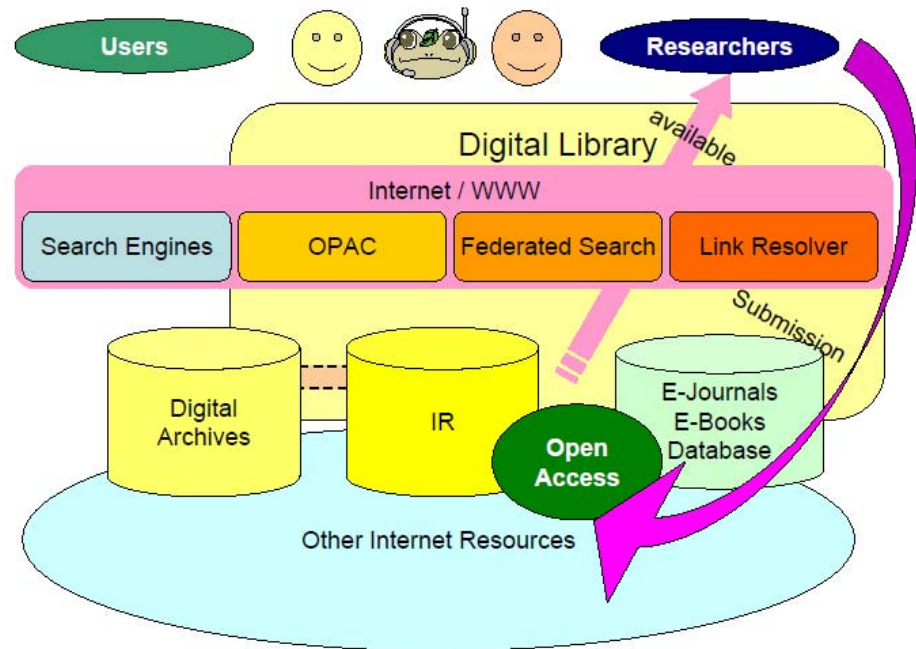 Users
Researchers
available
Digital Library
Internet / WWW
Search Engines
OPAC
Federated Search
Link Resolver
Submission
Digital
Archives
IR
E-Journals
E-Books
Database
Open
Access
Other Internet Resources